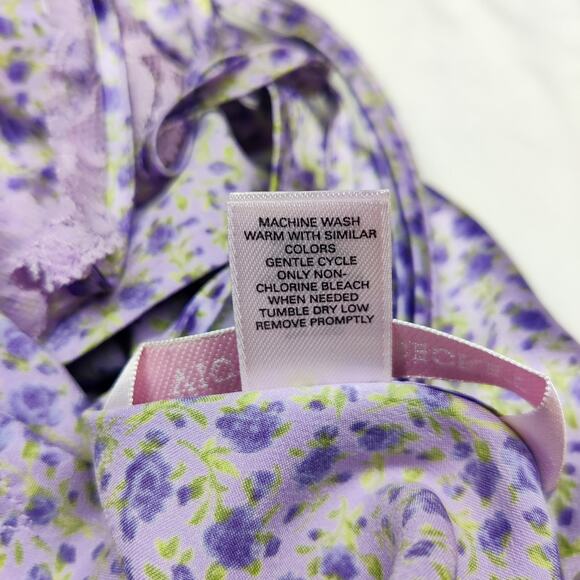 MACHINE WASH
WARM WITH SIMILAR
COLORS
GENTLE CYCLE
ONLY NON-
CHLORINE BLEACH
WHEN NEEDED
TUMBLE DRY LOW
REMOVE PROMPTLY